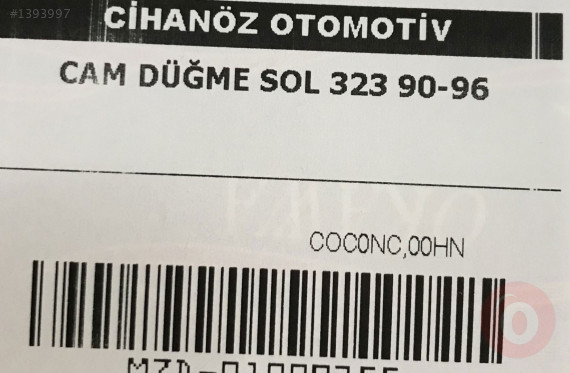 #1393997
CİHANÖZ OTOMOTİV
CAM DÜĞME SOL 323 90-96
COC0NC,00HN